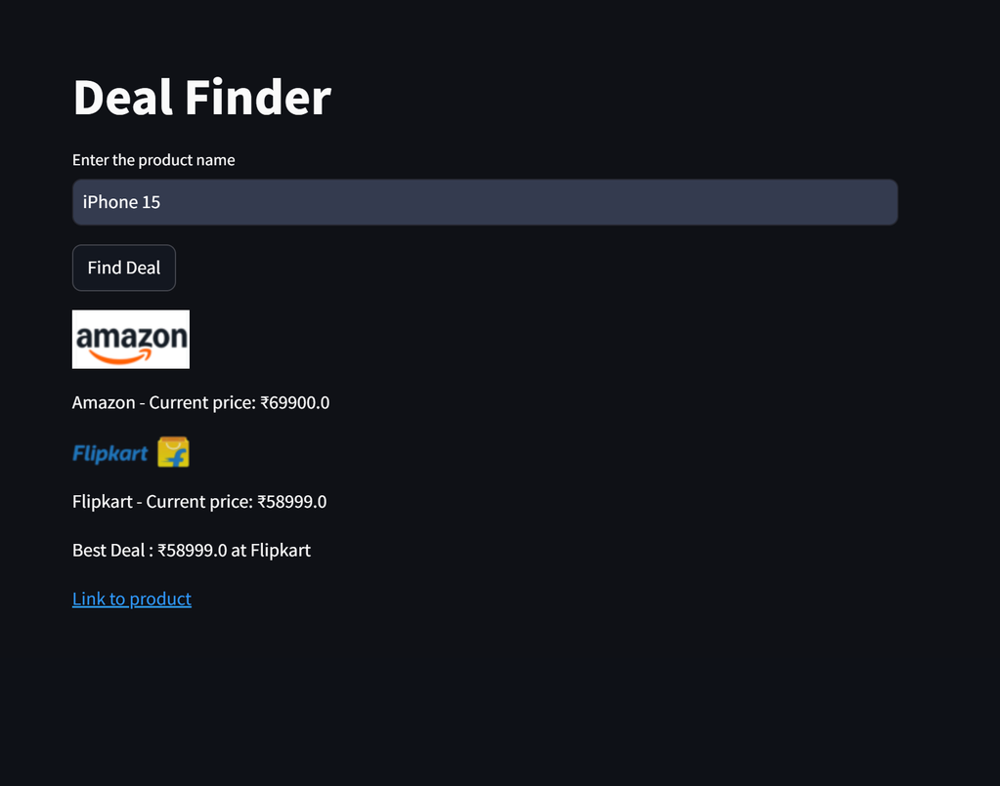 Deal Finder
Enter the product name
iPhone 15
Find Deal
amazon
Amazon - Current price: ₹69900.0
Flipkart
Flipkart - Current price: ₹58999.0
Best Deal : ₹58999.0 at Flipkart
Link to product